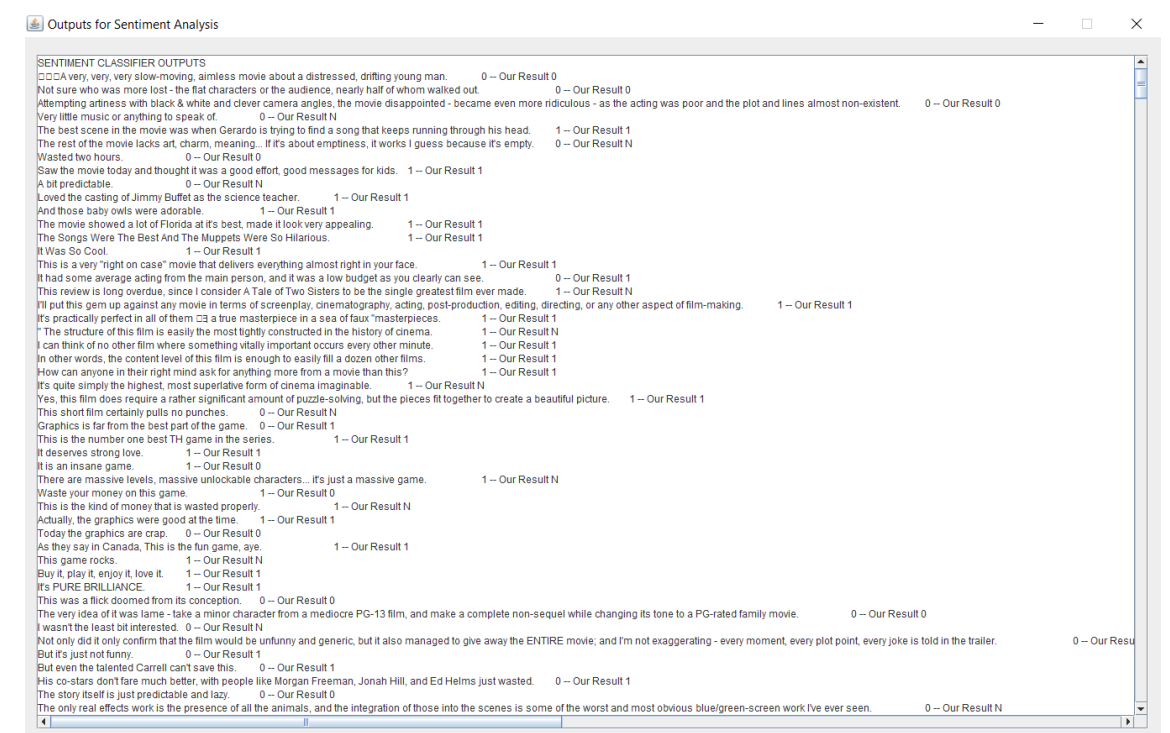 Outputs for Sentiment Analysis
SENTIMENT CLASSIFIER OUTPUTS
□□□A very, very, very slow-moving, aimless movie about a distressed, drifting young man. 0 -- Our Result 0
Not sure who was more lost - the flat characters or the audience, nearly half of whom walked out. 0 -- Our Result 0
Attempting artiness with black & white and clever camera angles, the movie disappointed - became even more ridiculous - as the acting was poor and the plot and lines almost non-existent. 0 -- Our Result 0
Very little music or anything to speak of. 0 -- Our Result N
The best scene in the movie was when Gerardo is trying to find a song that keeps running through his head. 1 -- Our Result 1
The rest of the movie lacks art, charm, meaning... If it's about emptiness, it works I guess because it's empty. 0 -- Our Result N
Wasted two hours. 0 -- Our Result 0
Saw the movie today and thought it was a good effort, good messages for kids. 1 -- Our Result 1
A bit predictable. 0 -- Our Result N
Loved the casting of Jimmy Buffet as the science teacher. 1 -- Our Result 1
And those baby owls were adorable. 1 -- Our Result 1
The movie showed a lot of Florida at it's best, made it look very appealing. 1 -- Our Result 1
The Songs Were The Best And The Muppets Were So Hilarious. 1 -- Our Result 1
It Was So Cool. 1 -- Our Result 1
This is a very "right on case" movie that delivers everything almost right in your face. 1 -- Our Result 1
It had some average acting from the main person, and it was a low budget as you clearly can see. 0 -- Our Result 1
This review is long overdue, since I consider A Tale of Two Sisters to be the single greatest film ever made. 1 -- Our Result N
I'll put this gem up against any movie in terms of screenplay, cinematography, acting, post-production, editing, directing, or any other aspect of film-making. 1 -- Our Result 1
It's practically perfect in all of them □∃ a true masterpiece in a sea of faux "masterpieces. 1 -- Our Result 1
" The structure of this film is easily the most tightly constructed in the history of cinema. 1 -- Our Result N
I can think of no other film where something vitally important occurs every other minute. 1 -- Our Result 1
In other words, the content level of this film is enough to easily fill a dozen other films. 1 -- Our Result 1
How can anyone in their right mind ask for anything more from a movie than this? 1 -- Our Result 1
It's quite simply the highest, most superlative form of cinema imaginable. 1 -- Our Result N
Yes, this film does require a rather significant amount of puzzle-solving, but the pieces fit together to create a beautiful picture. 1 -- Our Result 1
This short film certainly pulls no punches. 0 -- Our Result N
Graphics is far from the best part of the game. 0 -- Our Result 1
This is the number one best TH game in the series. 1 -- Our Result 1
It deserves strong love. 1 -- Our Result 1
It is an insane game. 1 -- Our Result 0
There are massive levels, massive unlockable characters... it's just a massive game. 1 -- Our Result N
Waste your money on this game. 1 -- Our Result 0
This is the kind of money that is wasted properly. 1 -- Our Result N
Actually, the graphics were good at the time. 1 -- Our Result 1
Today the graphics are crap. 0 -- Our Result 0
As they say in Canada, This is the fun game, aye. 1 -- Our Result 1
This game rocks. 1 -- Our Result N
Buy it, play it, enjoy it, love it. 1 -- Our Result 1
It's PURE BRILLIANCE. 1 -- Our Result 1
This was a flick doomed from its conception. 0 -- Our Result 0
The very idea of it was lame - take a minor character from a mediocre PG-13 film, and make a complete non-sequel while changing its tone to a PG-rated family movie. 0 -- Our Result 0
I wasn't the least bit interested. 0 -- Our Result N
Not only did it only confirm that the film would be unfunny and generic, but it also managed to give away the ENTIRE movie; and I'm not exaggerating - every moment, every plot point, every joke is told in the trailer. 0 -- Our Resu
But it's just not funny. 0 -- Our Result 1
But even the talented Carrell can't save this. 0 -- Our Result 1
His co-stars don't fare much better, with people like Morgan Freeman, Jonah Hill, and Ed Helms just wasted. 0 -- Our Result 1
The story itself is just predictable and lazy. 0 -- Our Result 0
The only real effects work is the presence of all the animals, and the integration of those into the scenes is some of the worst and most obvious blue/green-screen work I've ever seen. 0 -- Our Result N